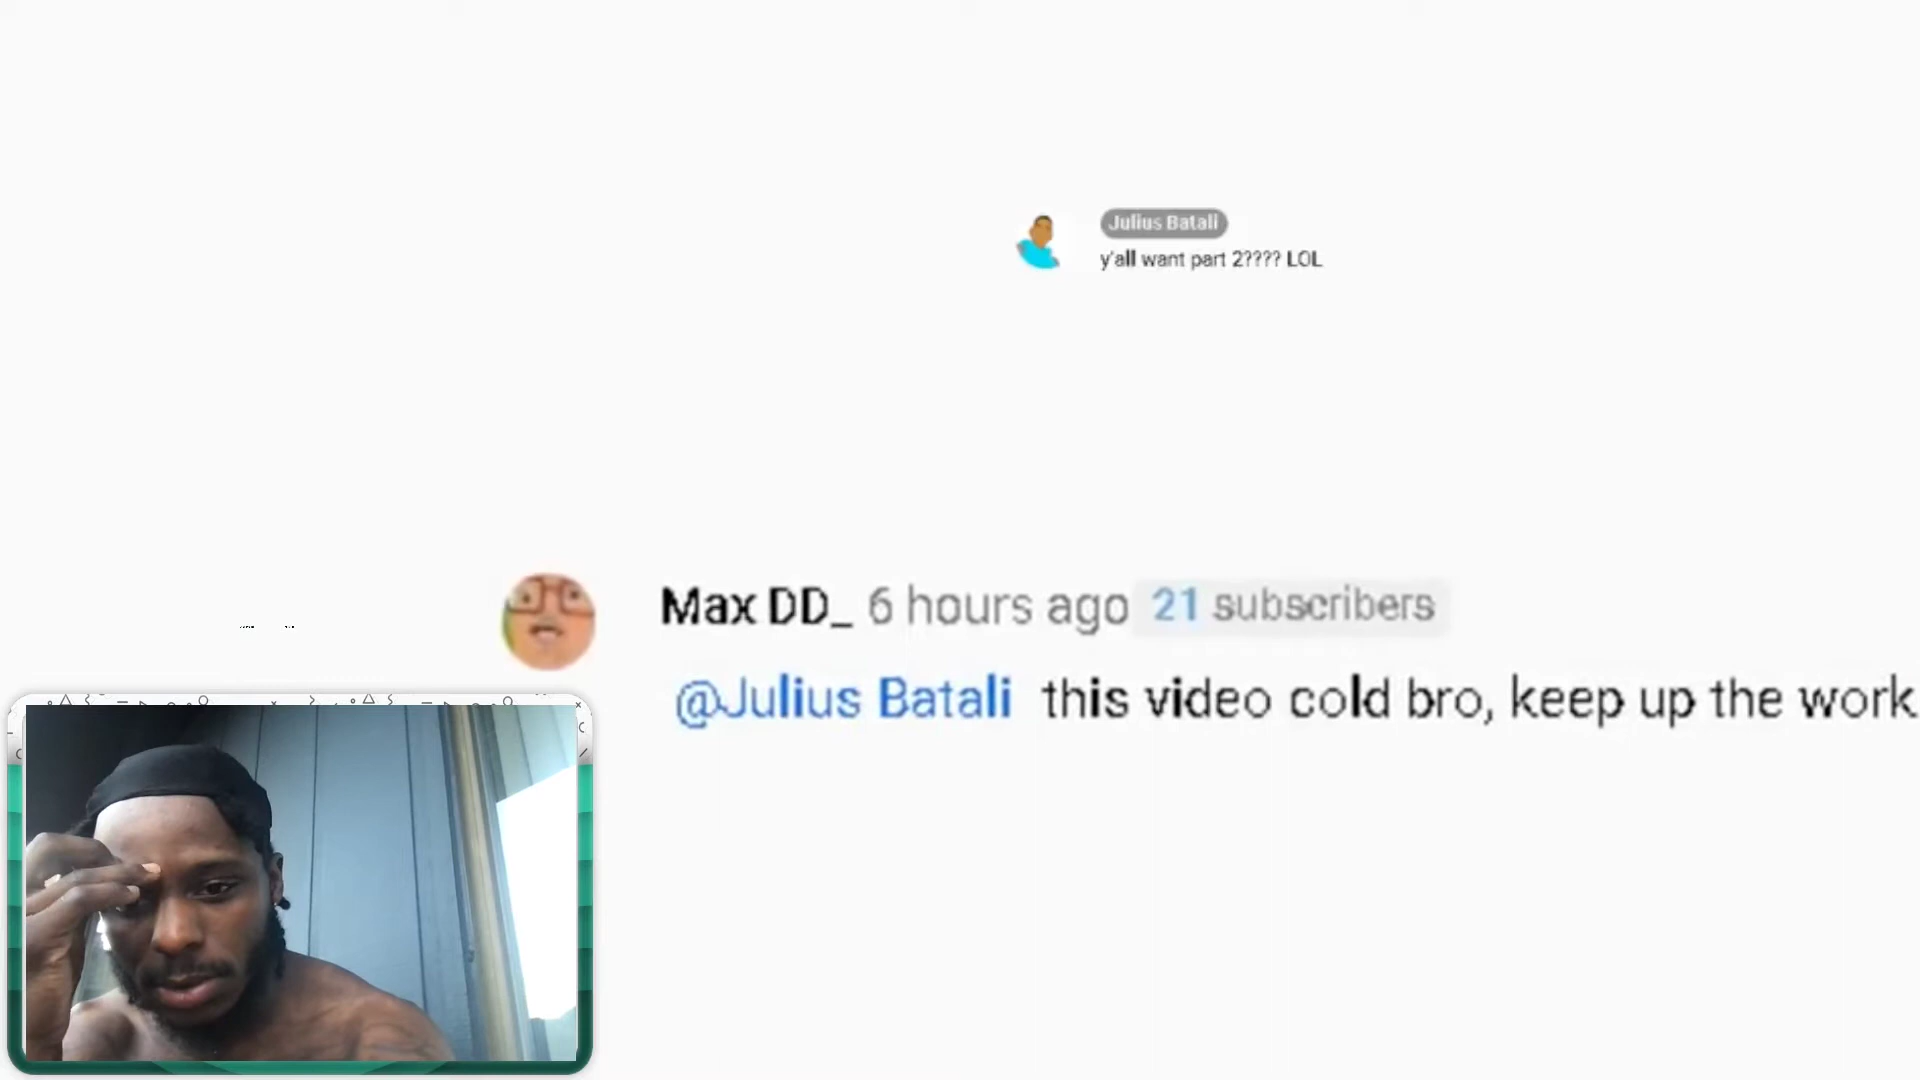 Julius Batali
y'all want part 2???? LOL
Max DD_ 6 hours ago 21 subscribers
@Julius Batali this video cold bro, keep up the work